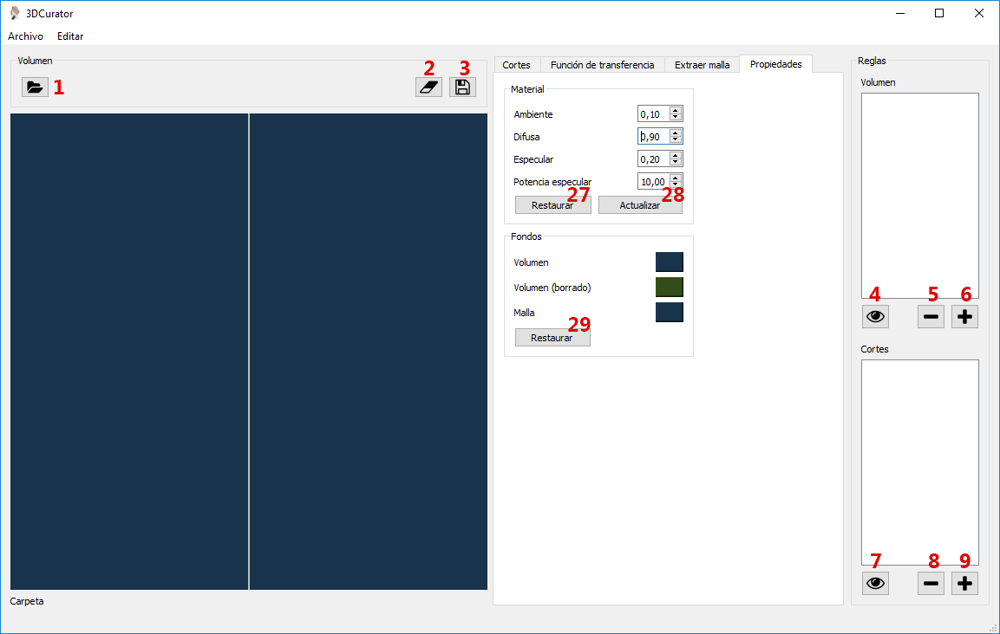 3DCurator
Archivo Editar
Volumen
1
2
3
Cortes Función de transferencia Extraer malla Propiedades
Material
Ambiente 0,10
Difusa 0,90
Especular 0,20
Potencia especular 10,00
Restaurar 27
Actualizar 28
Fondos
Volumen
Volumen (borrado)
Malla
Restaurar 29
Reglas
Volumen
4 5 6
Cortes
7 8 9
Carpeta